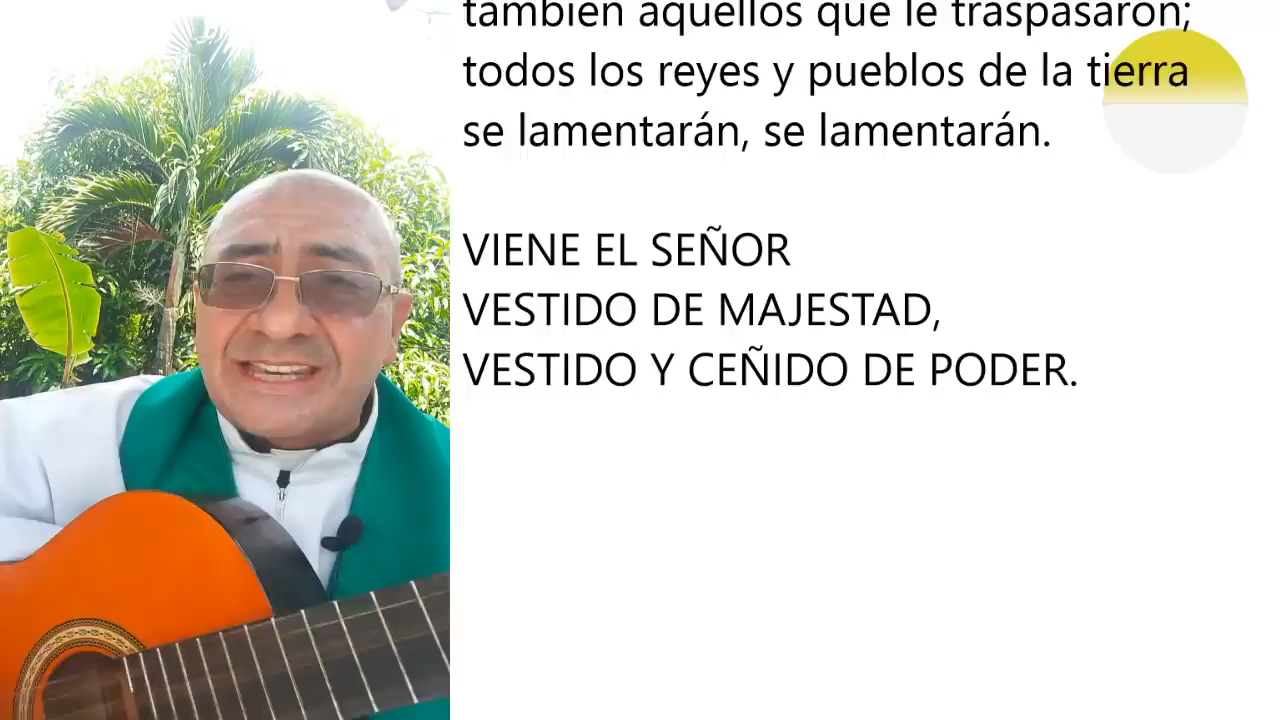 también aquellos que le traspasaron;
todos los reyes y pueblos de la tierra
se lamentarán, se lamentarán.
VIENE EL SEÑOR
VESTIDO DE MAJESTAD,
VESTIDO Y CEÑIDO DE PODER.